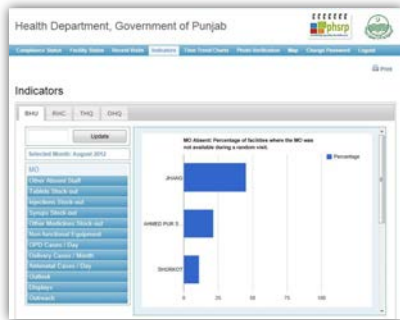 Health Department, Government of Punjab
phsrp
Compliance Status Facility Status Recent Visits Indicators Time Trend Charts Photo Verification Map Change Password Logout
Print
Indicators
BHU RHC THQ DHQ
Update
Selected Month: August 2012
MO
Other Absent Staff
Tablets Stock-out
Injections Stock-out
Syrups Stock-out
Other Medicines Stock-out
Non-functional Equipment
OPD Cases / Day
Delivery Cases / Month
Antenatal Cases / Day
Outlook
Displays
Outreach
MO Absent: Percentage of facilities where the MO was
not available during a random visit.
Percentage
JHANG
AHMED PUR S...
SHORKOT
0 25 50 75 100